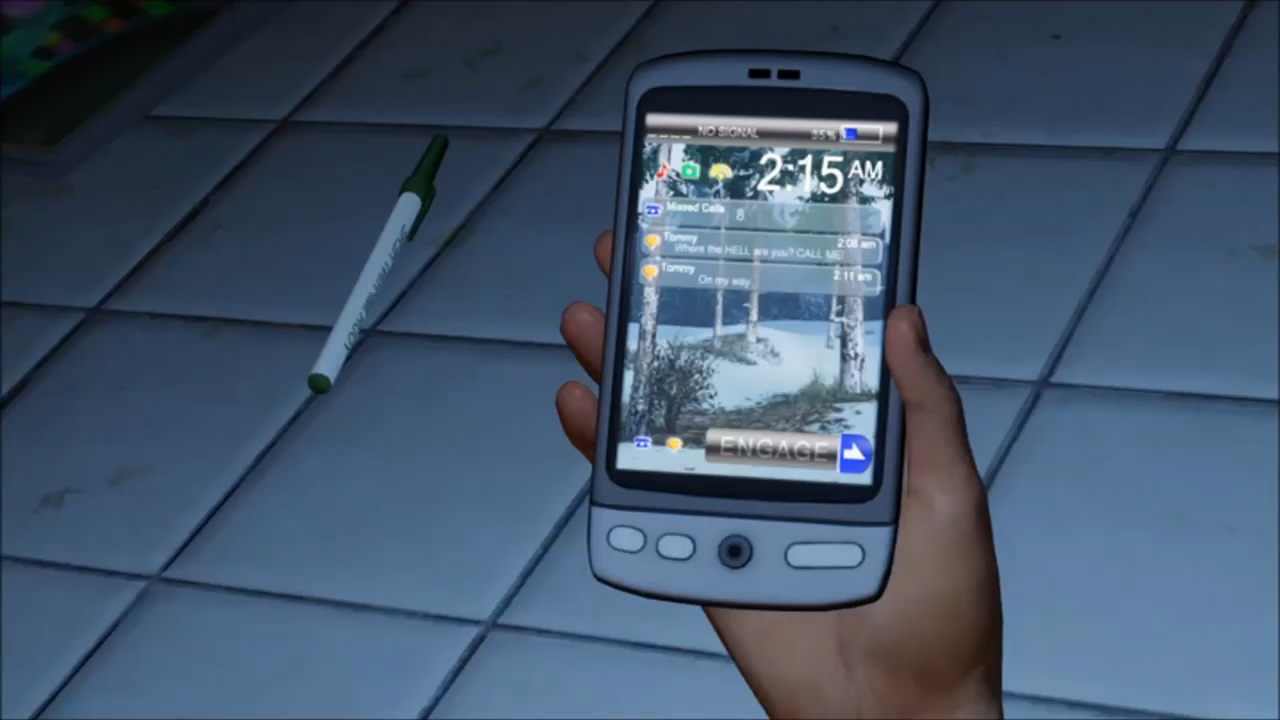 NO SIGNAL 35%
2:15 AM
Missed Calls
8
Tommy 2:08 am
Where the HELL are you? CALL ME!
Tommy 2:11 am
On my way
ENGAGE